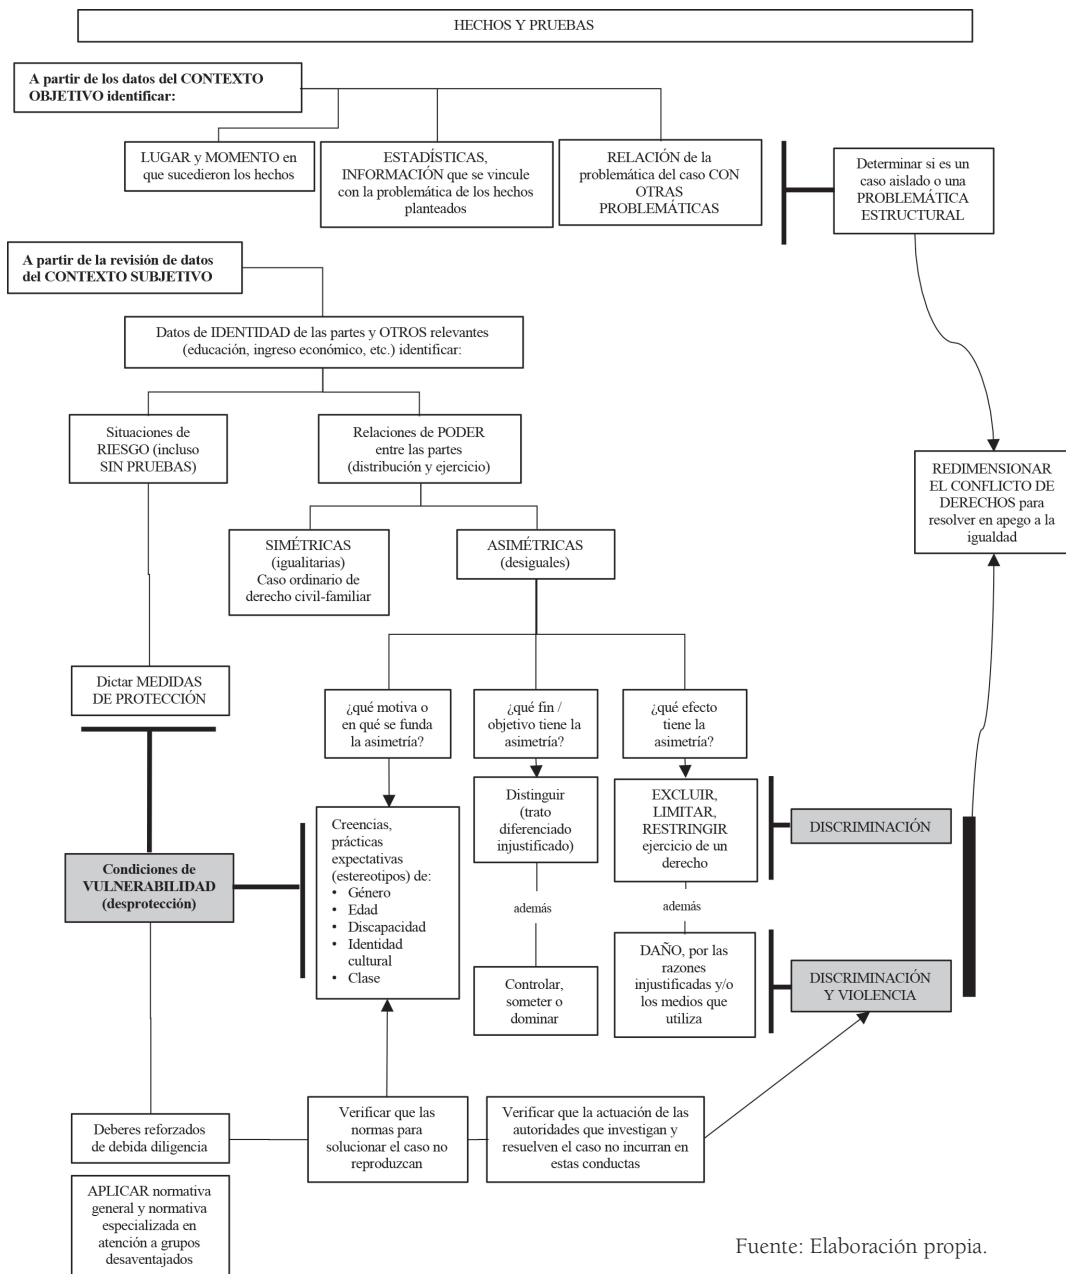 HECHOS Y PRUEBAS
A partir de los datos del CONTEXTO
OBJETIVO identificar:
LUGAR y MOMENTO en
que sucedieron los hechos
ESTADÍSTICAS,
INFORMACIÓN que se vincule
con la problemática de los hechos
planteados
RELACIÓN de la
problemática del caso CON
OTRAS
PROBLEMÁTICAS
Determinar si es un
caso aislado o una
PROBLEMÁTICA
ESTRUCTURAL
A partir de la revisión de datos
del CONTEXTO SUBJETIVO
Datos de IDENTIDAD de las partes y OTROS relevantes
(educación, ingreso económico, etc.) identificar:
Situaciones de
RIESGO (incluso
SIN PRUEBAS)
Relaciones de PODER
entre las partes
(distribución y ejercicio)
REDIMENSIONAR
EL CONFLICTO DE
DERECHOS para
resolver en apego a la
igualdad
SIMÉTRICAS
(igualitarias)
Caso ordinario de
derecho civil-familiar
ASIMÉTRICAS
(desiguales)
Dictar MEDIDAS
DE PROTECCIÓN
¿qué motiva o
en qué se funda
la asimetría?
¿qué fin /
objetivo tiene la
asimetría?
¿qué efecto
tiene la
asimetría?
Creencias,
prácticas
expectativas
(estereotipos) de:
• Género
• Edad
• Discapacidad
• Identidad
cultural
• Clase
Distinguir
(trato
diferenciado
injustificado)
EXCLUIR,
LIMITAR,
RESTRINGIR
ejercicio de un
derecho
DISCRIMINACIÓN
Condiciones de
VULNERABILIDAD
(desprotección)
además
además
Controlar,
someter o
dominar
DAÑO, por las
razones
injustificadas y/o
los medios que
utiliza
DISCRIMINACIÓN
Y VIOLENCIA
Deberes reforzados
de debida diligencia
Verificar que las
normas para
solucionar el caso no
reproduzcan
Verificar que la actuación de las
autoridades que investigan y
resuelven el caso no incurran en
estas conductas
APLICAR normativa
general y normativa
especializada en
atención a grupos
desaventajados
Fuente: Elaboración propia.